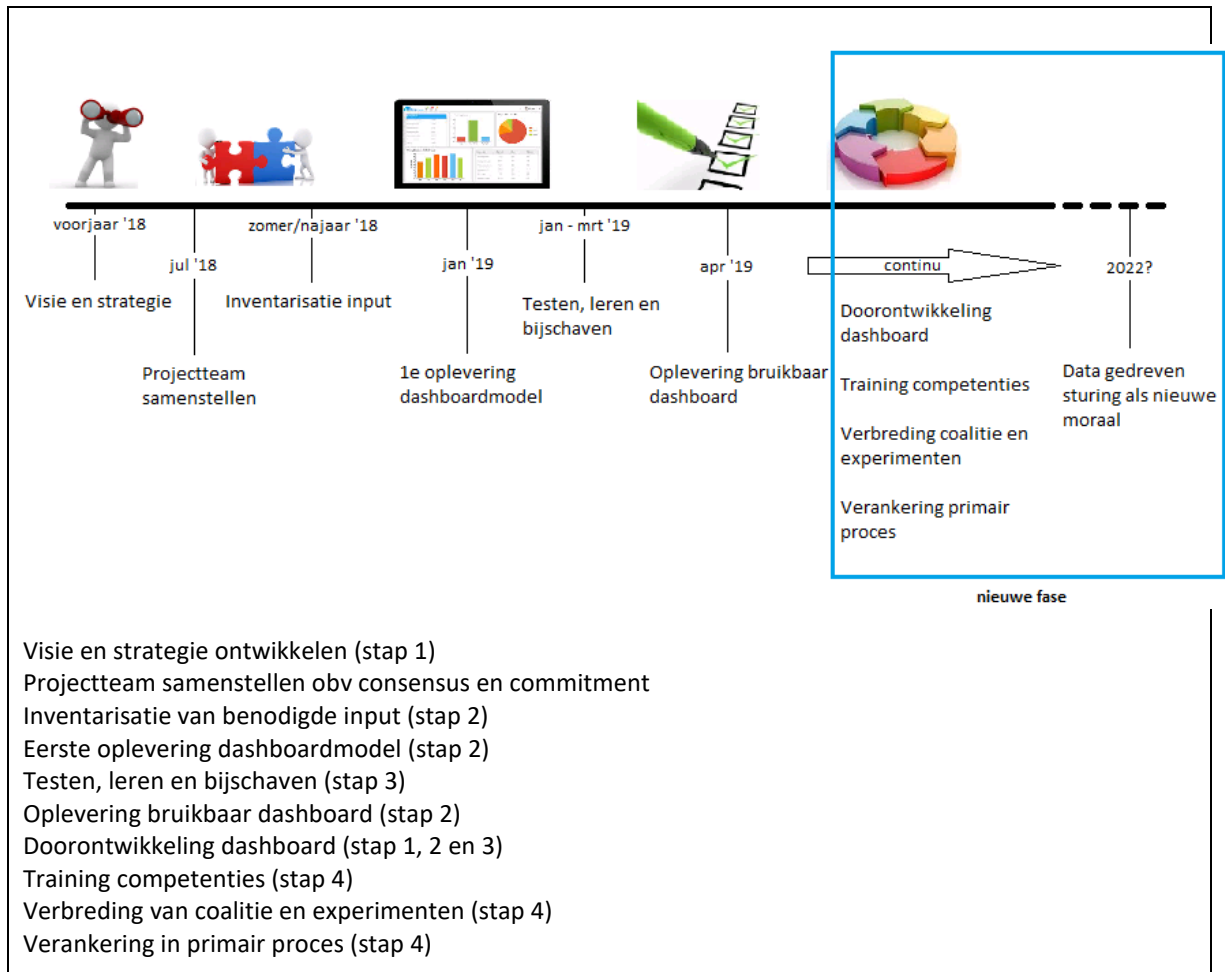 voorjaar '18
zomer/najaar '18
jan - mrt '19
jul '18
jan '19
apr '19
continu
2022?
Visie en strategie
Inventarisatie input
Testen, leren en
bijschaven
Doorontwikkeling
dashboard
Projectteam
samenstellen
1e oplevering
dashboardmodel
Oplevering bruikbaar
dashboard
Training competenties
Data gedreven
sturing als nieuwe
moraal
Verbreding coalitie en
experimenten
Verankering primair
proces
nieuwe fase
Visie en strategie ontwikkelen (stap 1)
Projectteam samenstellen obv consensus en commitment
Inventarisatie van benodigde input (stap 2)
Eerste oplevering dashboardmodel (stap 2)
Testen, leren en bijschaven (stap 3)
Oplevering bruikbaar dashboard (stap 2)
Doorontwikkeling dashboard (stap 1, 2 en 3)
Training competenties (stap 4)
Verbreding van coalitie en experimenten (stap 4)
Verankering in primair proces (stap 4)